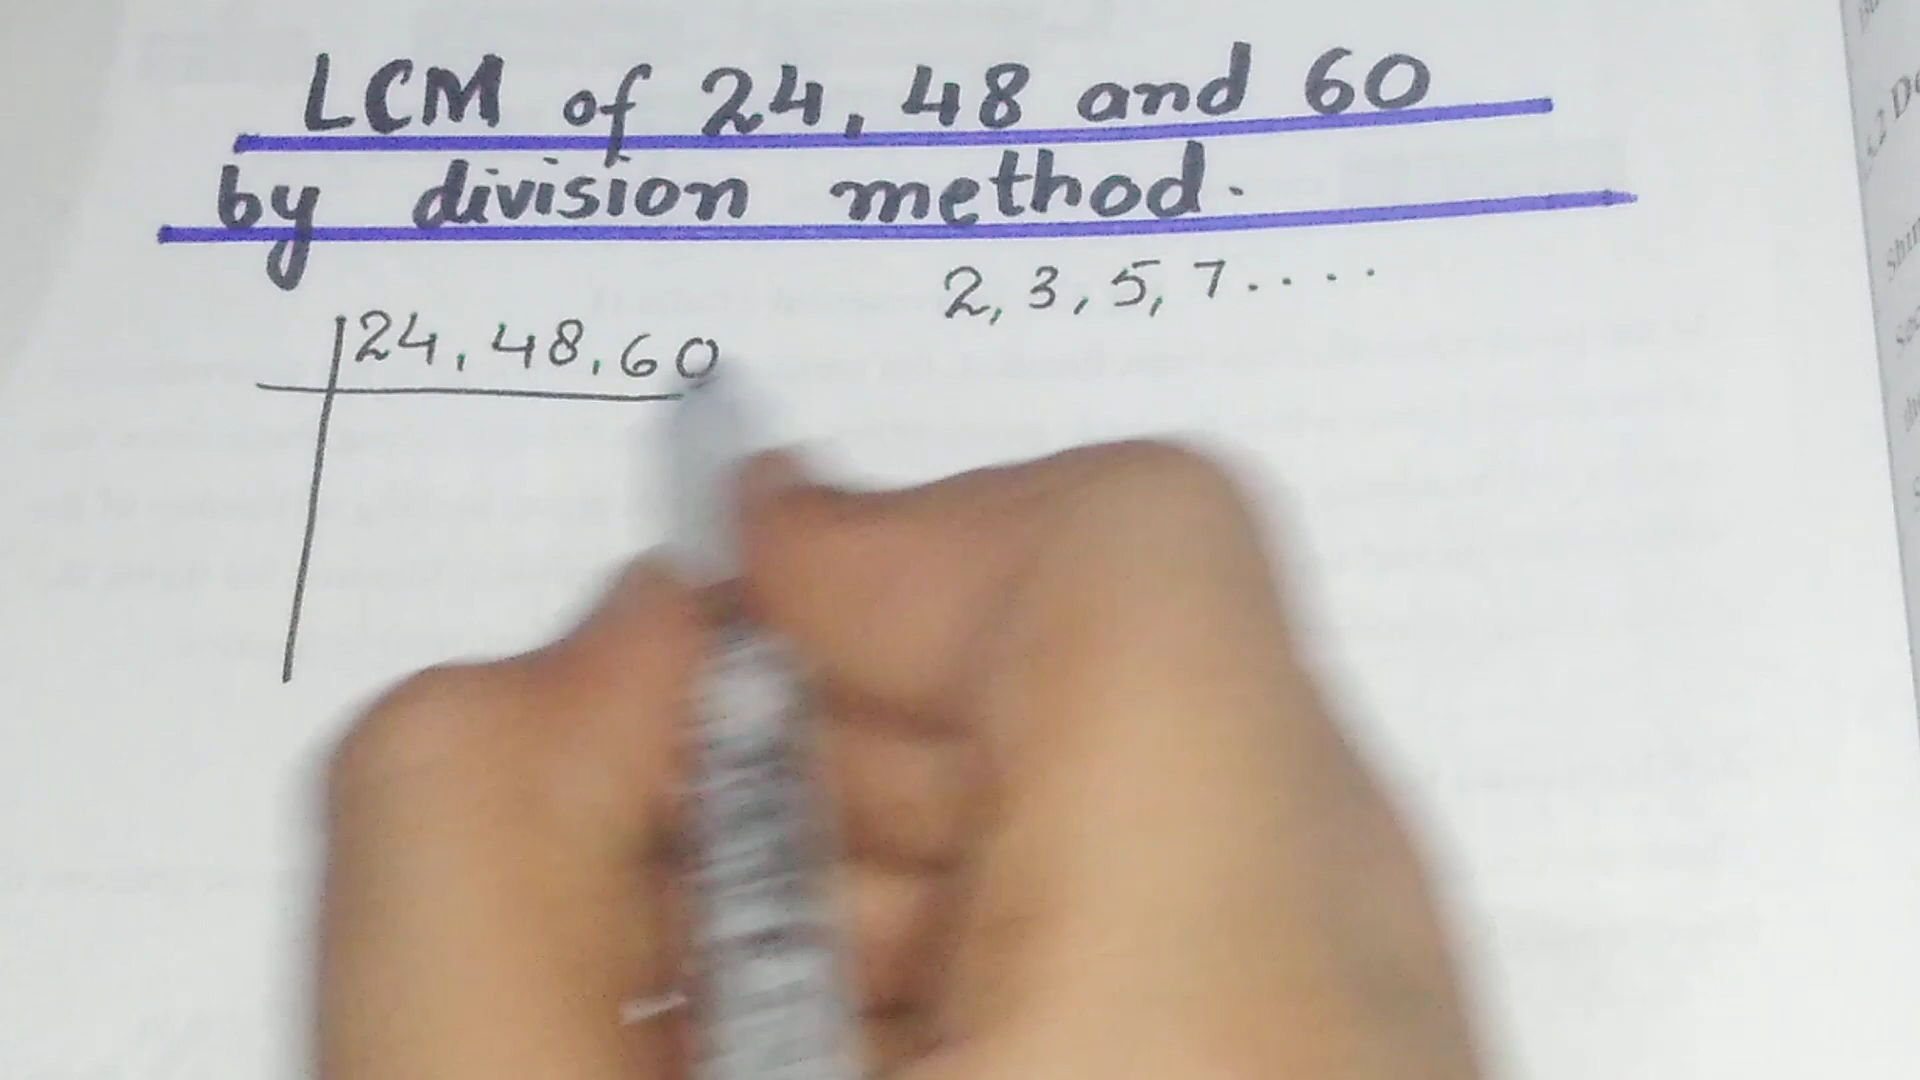 LCM of 24, 48 and 60
by division method.
2, 3, 5, 7....
24, 48, 60